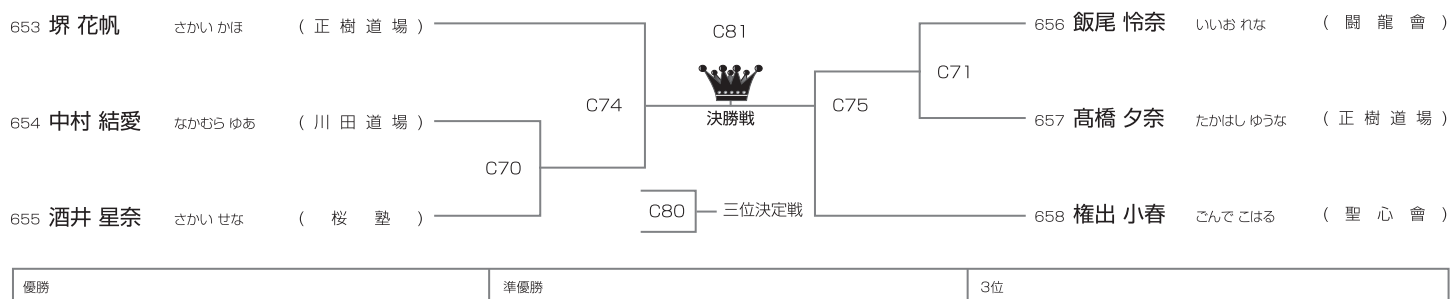 653 堺 花帆 さかい かほ (正樹道場)
654 中村 結愛 なかむら ゆあ (川田道場)
655 酒井 星奈 さかい せな (桜塾)
C74
C70
C81
決勝戦
C80 三位決定戦
C75
C71
656 飯尾 怜奈 いいお れな (闘龍會)
657 髙橋 夕奈 たかはし ゆうな (正樹道場)
658 権出 小春 ごんで こはる (聖心會)
優勝 準優勝 3位